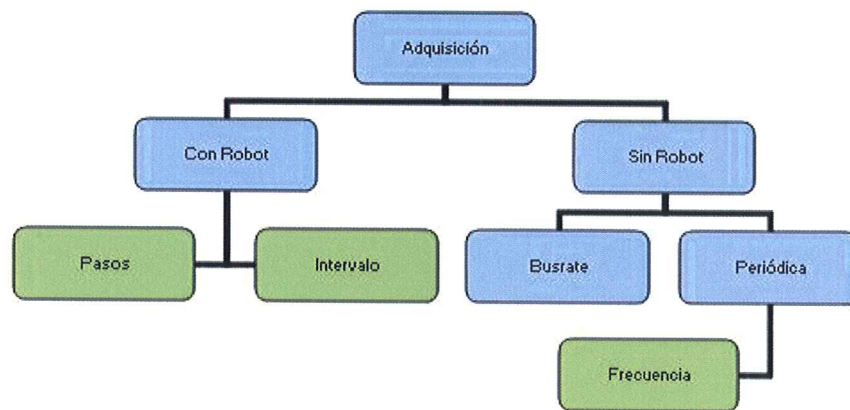 Adquisición
Con Robot
Sin Robot
Pasos
Intervalo
Busrate
Periódica
Frecuencia